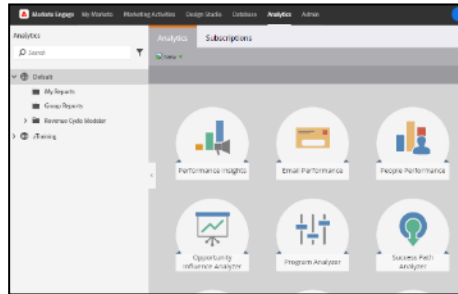 Marketo Engage My Marketo Marketing Activities Design Studio Database Analytics Admin
Analytics
Search
Default
My Reports
Group Reports
Revenue Cycle Modeler
Training
Analytics Subscriptions
Performance Insights
Email Performance
People Performance
Opportunity
Influence Analyzer
Program Analyzer
Success Path
Analyzer